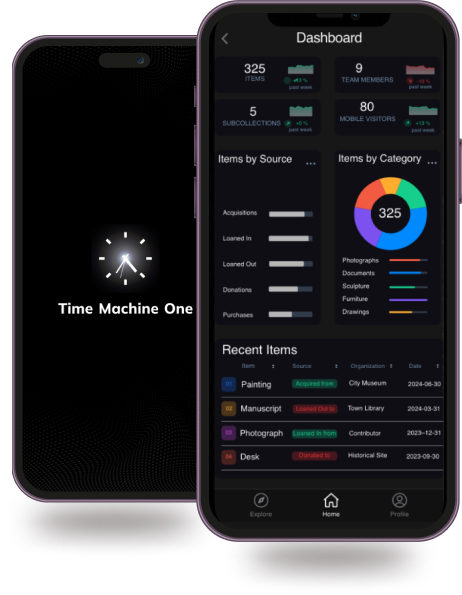 Time Machine One
Dashboard
325
ITEMS
+13 %
past week
9
TEAM MEMBERS
-13 %
past week
5
SUBCOLLECTIONS
+0 %
past week
80
MOBILE VISITORS
+13 %
past week
Items by Source ...
Acquisitions
Loaned In
Loaned Out
Donations
Purchases
Items by Category ...
325
Photographs
Documents
Sculpture
Furniture
Drawings
Recent Items
Item Source Organization Date
01 Painting Acquired from City Museum 2024-06-30
02 Manuscript Loaned Out to Town Library 2024-03-31
03 Photograph Loaned In from Contributor 2023–12-31
04 Desk Donated to Historical Site 2023-09-30
Explore Home Profile